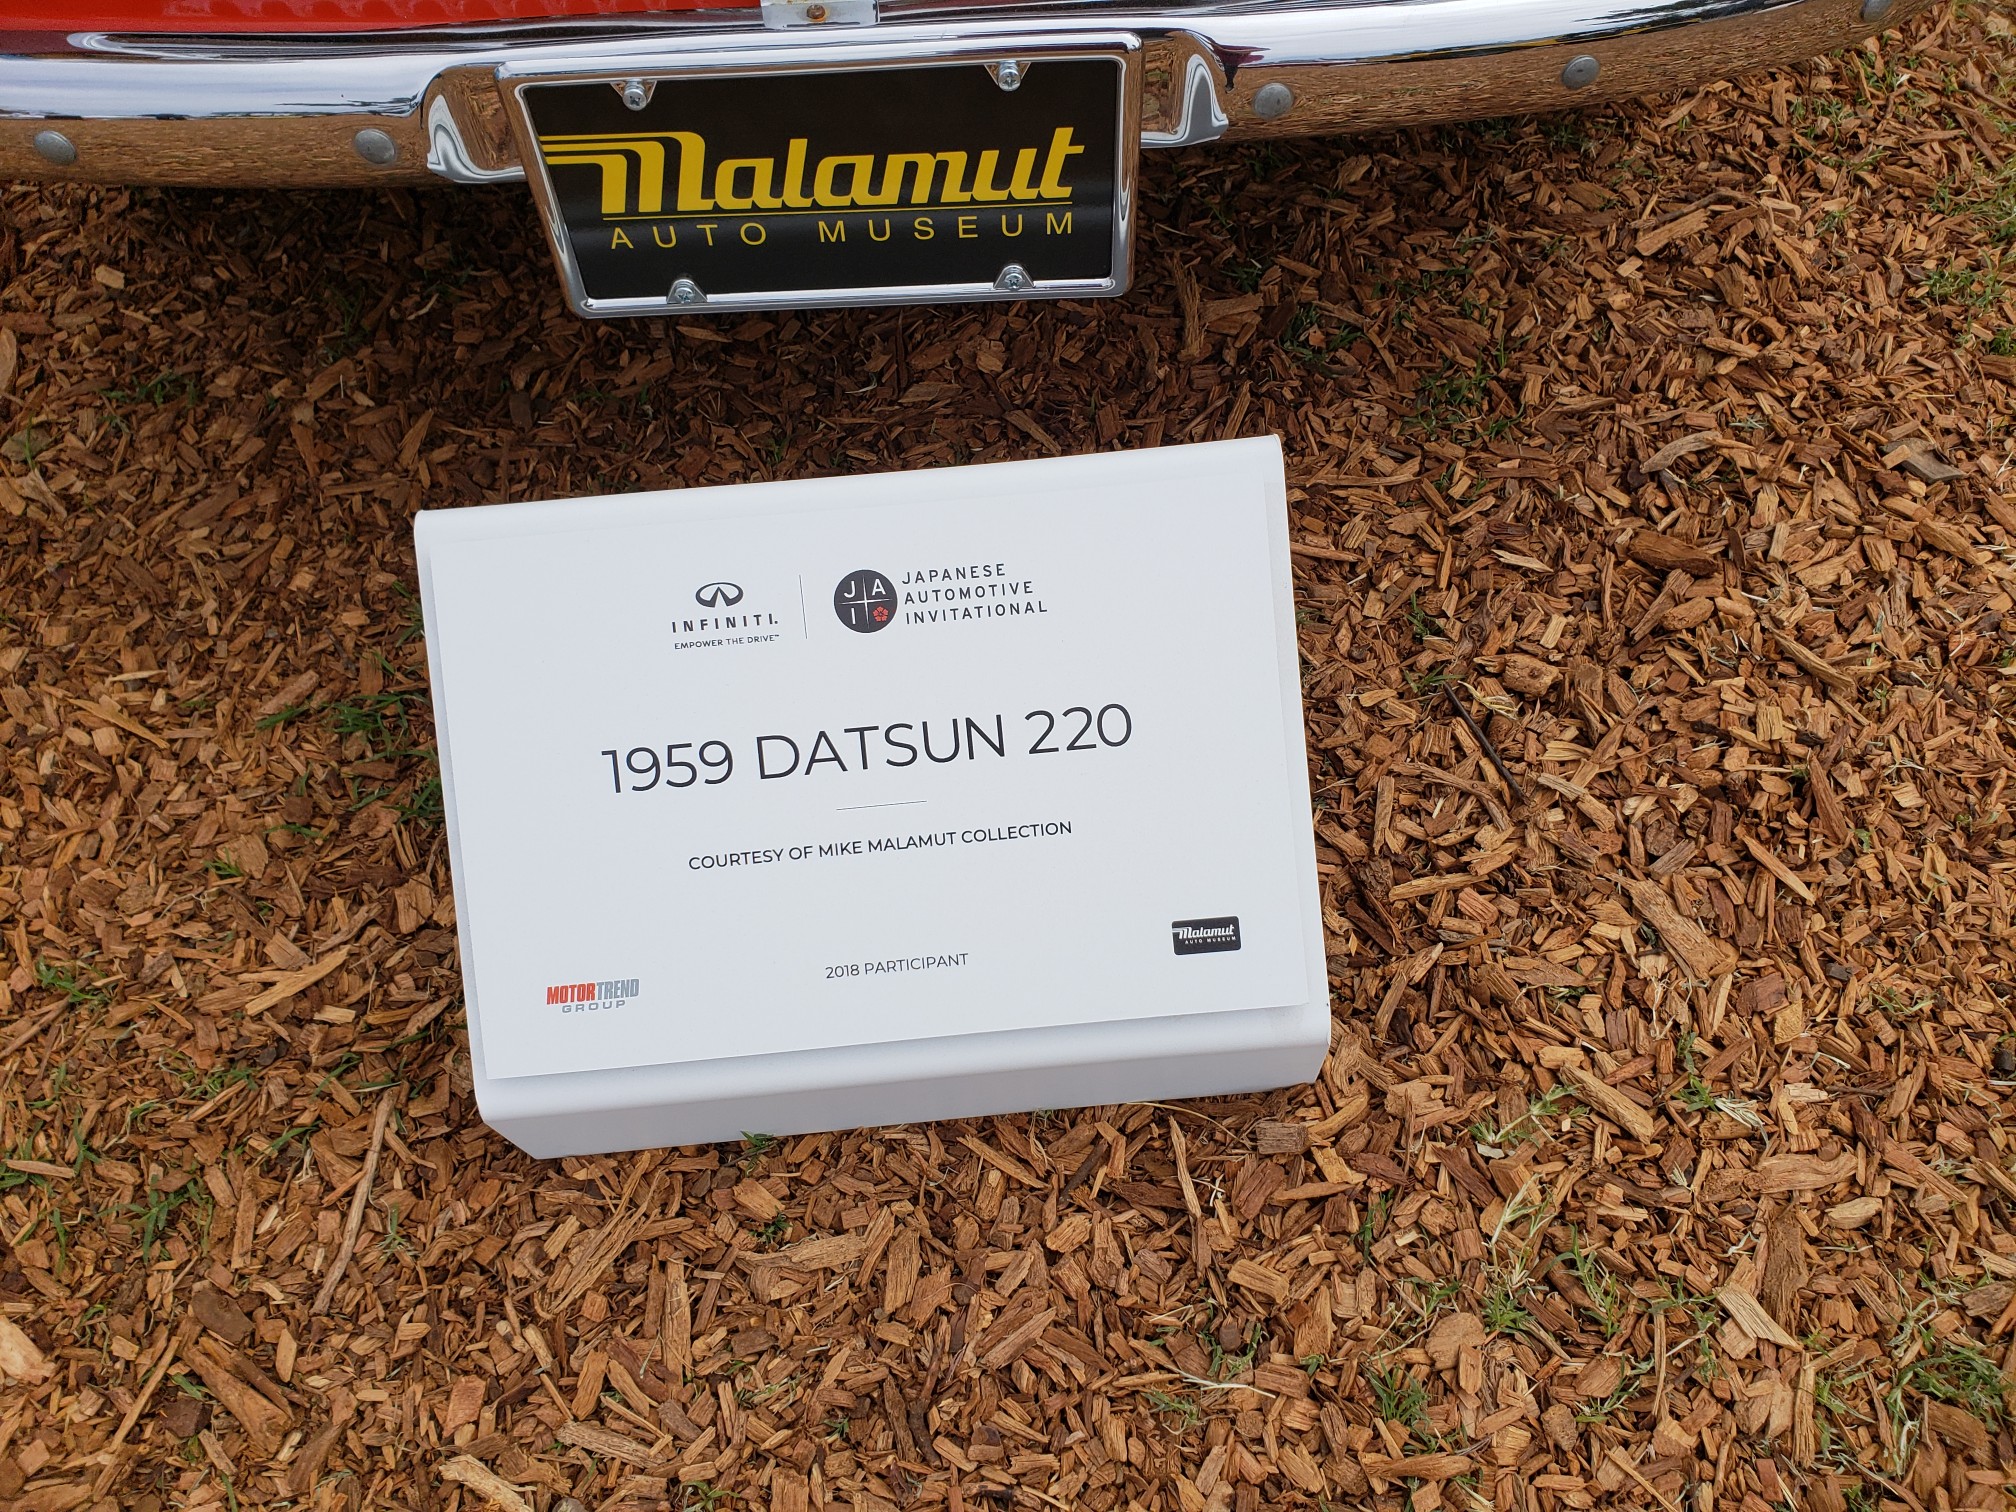 Malamut
AUTO MUSEUM
INFINITI.
EMPOWER THE DRIVE™
JAI
JAPANESE
AUTOMOTIVE
INVITATIONAL
1959 DATSUN 220
COURTESY OF MIKE MALAMUT COLLECTION
2018 PARTICIPANT
MOTORTREND
GROUP
Malamut
AUTO MUSEUM